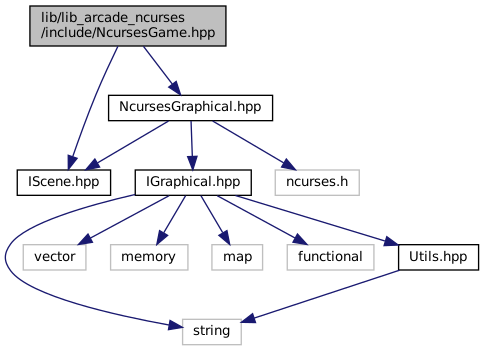 lib/lib_arcade_ncurses
/include/NcursesGame.hpp
NcursesGraphical.hpp
IScene.hpp
IGraphical.hpp
ncurses.h
vector
memory
map
functional
Utils.hpp
string